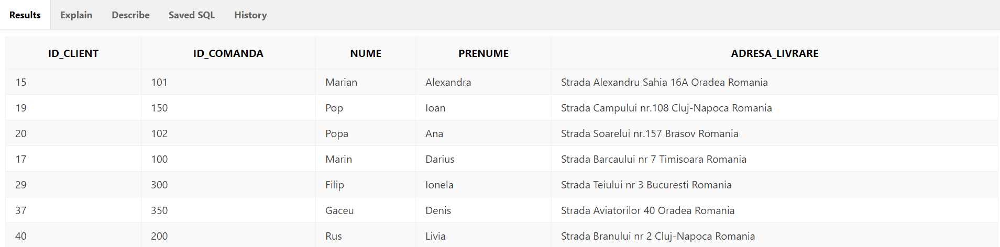 Results Explain Describe Saved SQL History
ID_CLIENT ID_COMANDA NUME PRENUME ADRESA_LIVRARE
15 101 Marian Alexandra Strada Alexandru Sahia 16A Oradea Romania
19 150 Pop Ioan Strada Campului nr.108 Cluj-Napoca Romania
20 102 Popa Ana Strada Soarelui nr.157 Brasov Romania
17 100 Marin Darius Strada Barcaului nr 7 Timisoara Romania
29 300 Filip Ionela Strada Teiului nr 3 Bucuresti Romania
37 350 Gaceu Denis Strada Aviatorilor 40 Oradea Romania
40 200 Rus Livia Strada Branului nr 2 Cluj-Napoca Romania